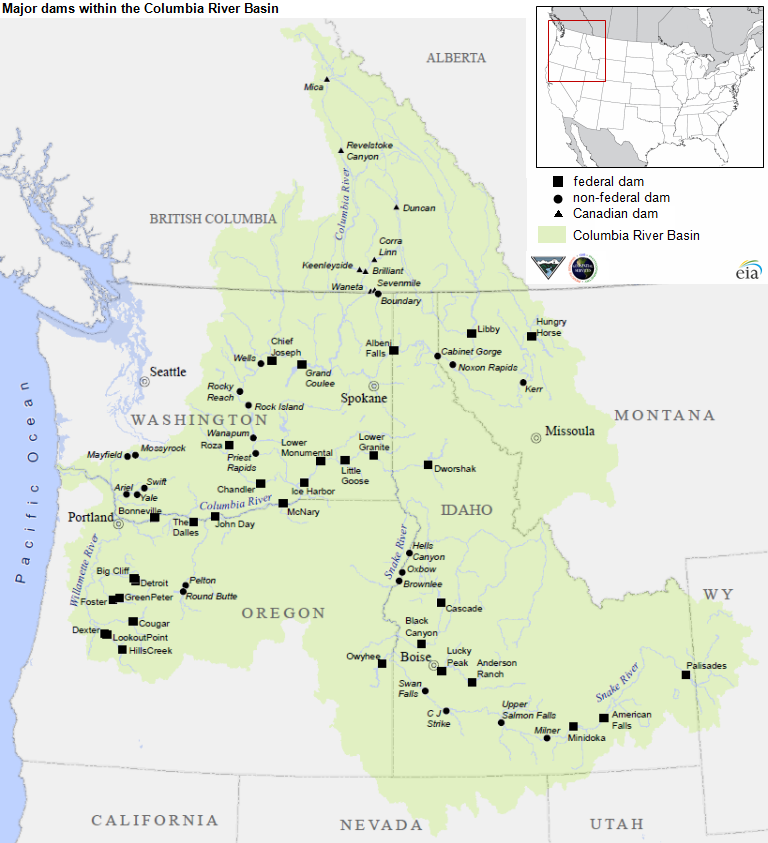 Major dams within the Columbia River Basin
ALBERTA
Mica
Revelstoke
Canyon
Columbia River
federal dam
non-federal dam
Canadian dam
Columbia River Basin
eia
Duncan
BRITISH COLUMBIA
Corra
Linn
Keenleyside
Brilliant
Waneta
Sevenmile
Boundary
Libby
Hungry
Horse
Chief
Joseph
Albeni
Falls
Wells
Grand
Coulee
Cabinet Gorge
Noxon Rapids
Seattle
Spokane
Kerr
Rocky
Reach
Rock Island
WASHINGTON
MONTANA
Missoula
Wanapum
Roza
Priest
Rapids
Lower
Monumental
Lower
Granite
Little
Goose
Mayfield
Mossyrock
Dworshak
Ariel
Swift
Yale
Chandler
Ice Harbor
Columbia River
McNary
IDAHO
Bonneville
Portland
The
Dalles
John Day
Pacific Ocean
Willamette River
Snake River
Hells
Canyon
Oxbow
Brownlee
Big Cliff
Detroit
Pelton
Round Butte
Foster
GreenPeter
OREGON
WY
Cascade
Cougar
Dexter
LookoutPoint
HillsCreek
Black
Canyon
Boise
Lucky
Peak
Anderson
Ranch
Owyhee
Palisades
Snake River
Swan
Falls
C J
Strike
Upper
Salmon Falls
Milner
Minidoka
American
Falls
CALIFORNIA
NEVADA
UTAH